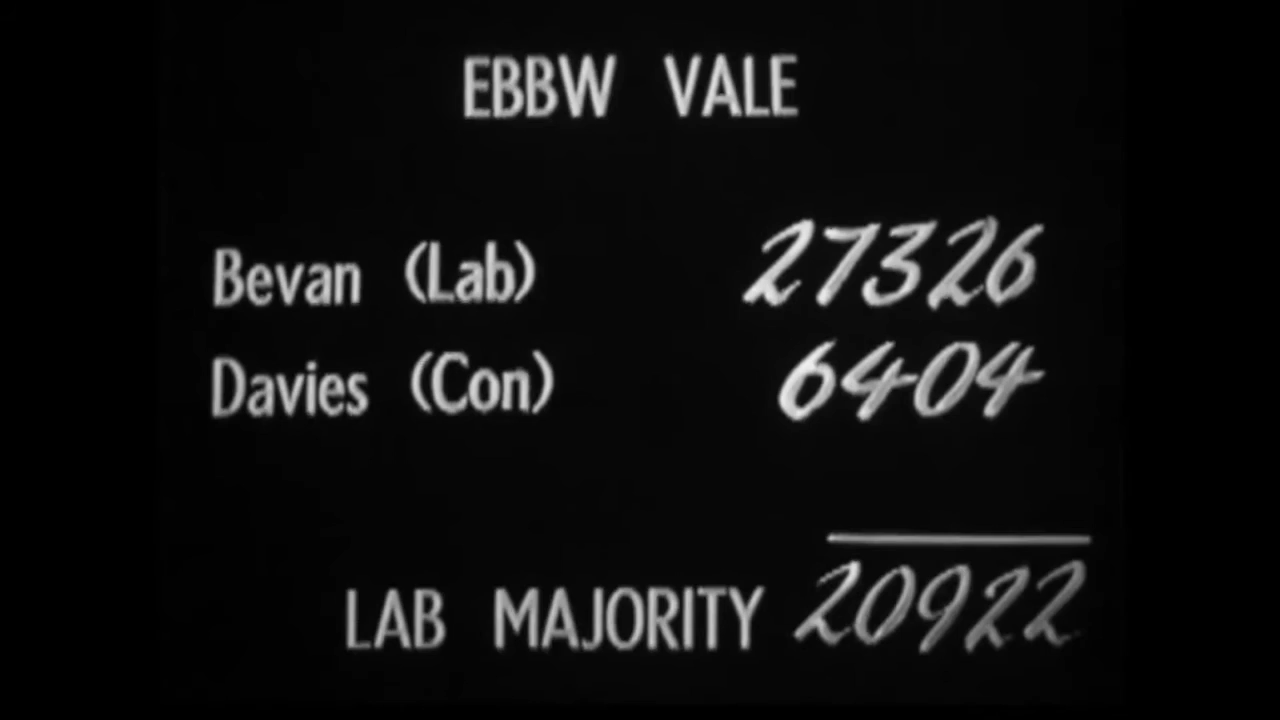 EBBW VALE
Bevan (Lab) 27326
Davies (Con) 6404
LAB MAJORITY 20922